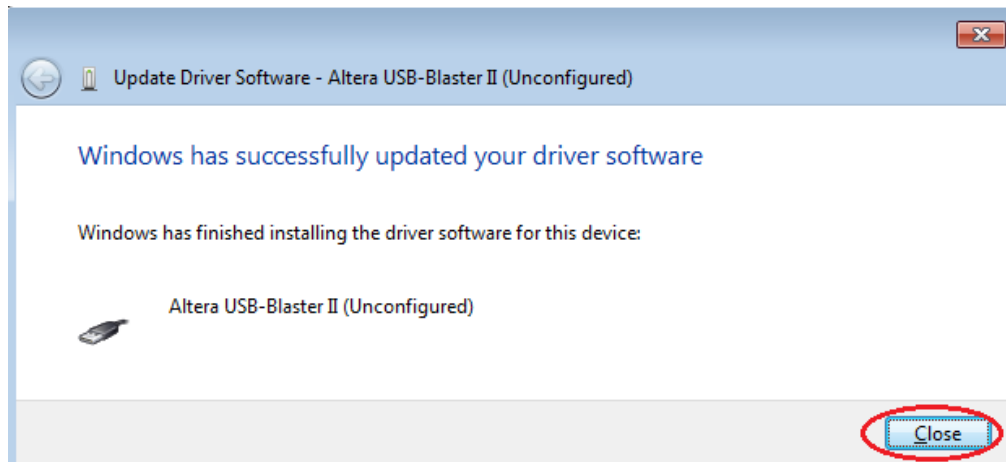 Update Driver Software - Altera USB-Blaster II (Unconfigured)
Windows has successfully updated your driver software
Windows has finished installing the driver software for this device:
Altera USB-Blaster II (Unconfigured)
Close